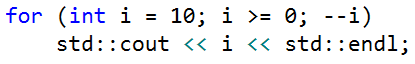 for (int i = 10; i >= 0; --i)
    std::cout << i << std::endl;